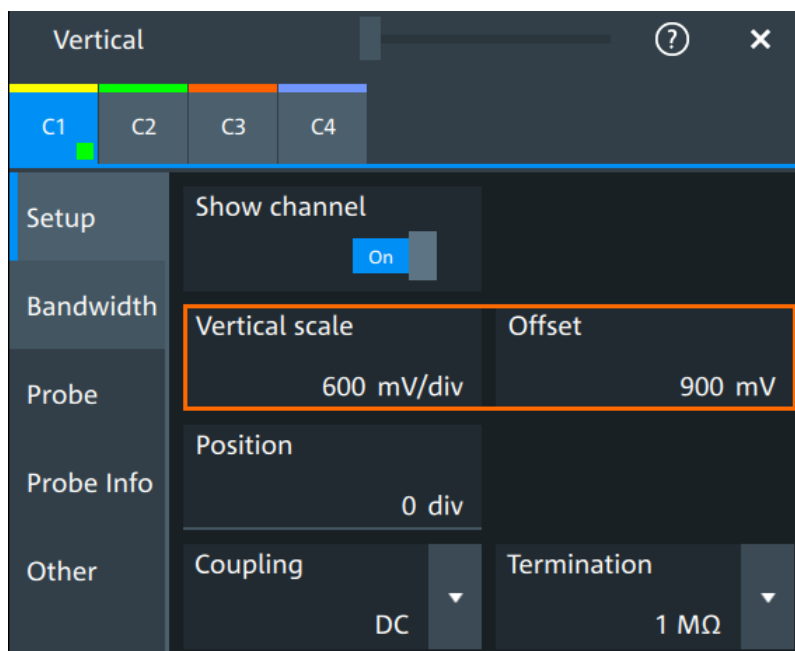 Vertical ? ×
C1 C2 C3 C4
Setup
Show channel
On
Bandwidth
Vertical scale
600 mV/div
Offset
900 mV
Probe
Position
0 div
Probe Info
Other
Coupling
DC
Termination
1 MΩ